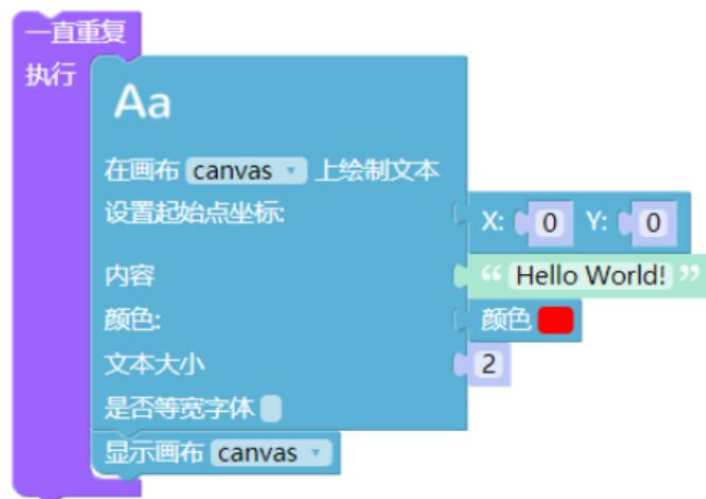 一直重复
执行
Aa
在画布 canvas 上绘制文本
设置起始点坐标: X: 0 Y: 0
内容 “ Hello World! ”
颜色: 颜色
文本大小 2
是否等宽字体
显示画布 canvas